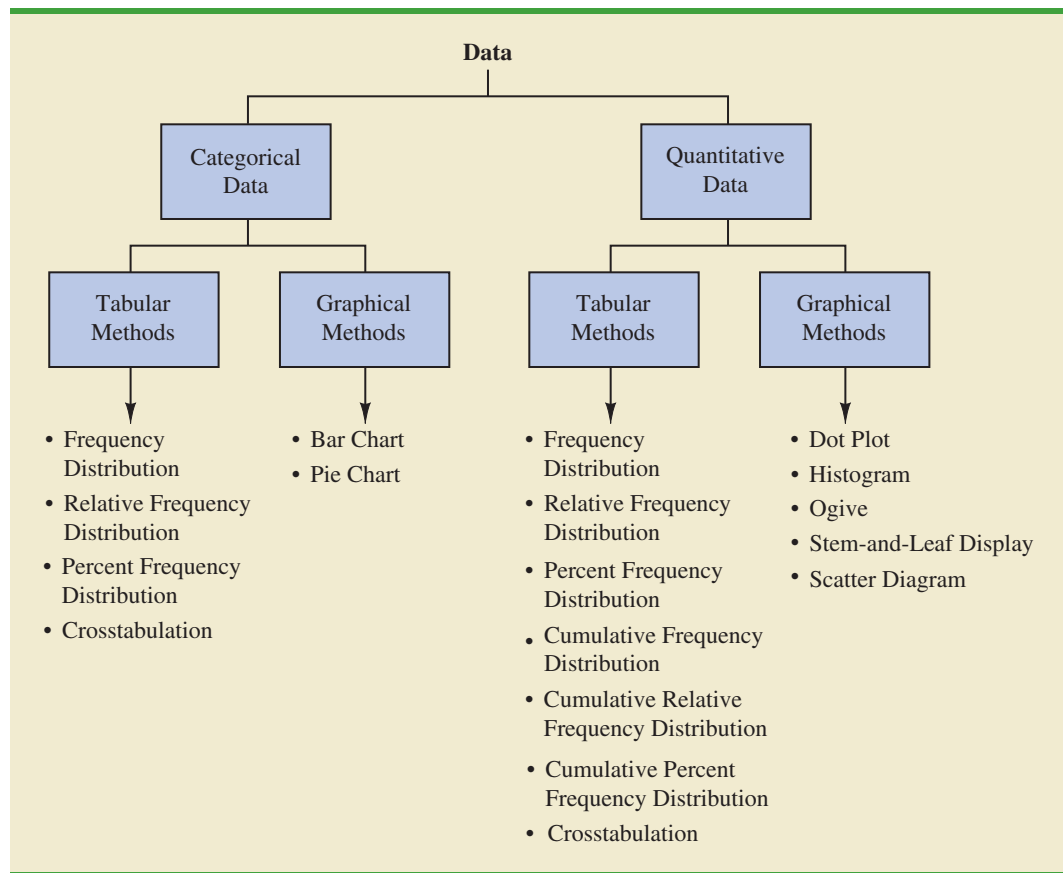 Data
Categorical
Data
Quantitative
Data
Tabular
Methods
Graphical
Methods
Tabular
Methods
Graphical
Methods
• Frequency
Distribution
• Relative Frequency
Distribution
• Percent Frequency
Distribution
• Crosstabulation
• Bar Chart
• Pie Chart
• Frequency
Distribution
• Relative Frequency
Distribution
• Percent Frequency
Distribution
• Cumulative Frequency
Distribution
• Cumulative Relative
Frequency Distribution
• Cumulative Percent
Frequency Distribution
• Crosstabulation
• Dot Plot
• Histogram
• Ogive
• Stem-and-Leaf Display
• Scatter Diagram